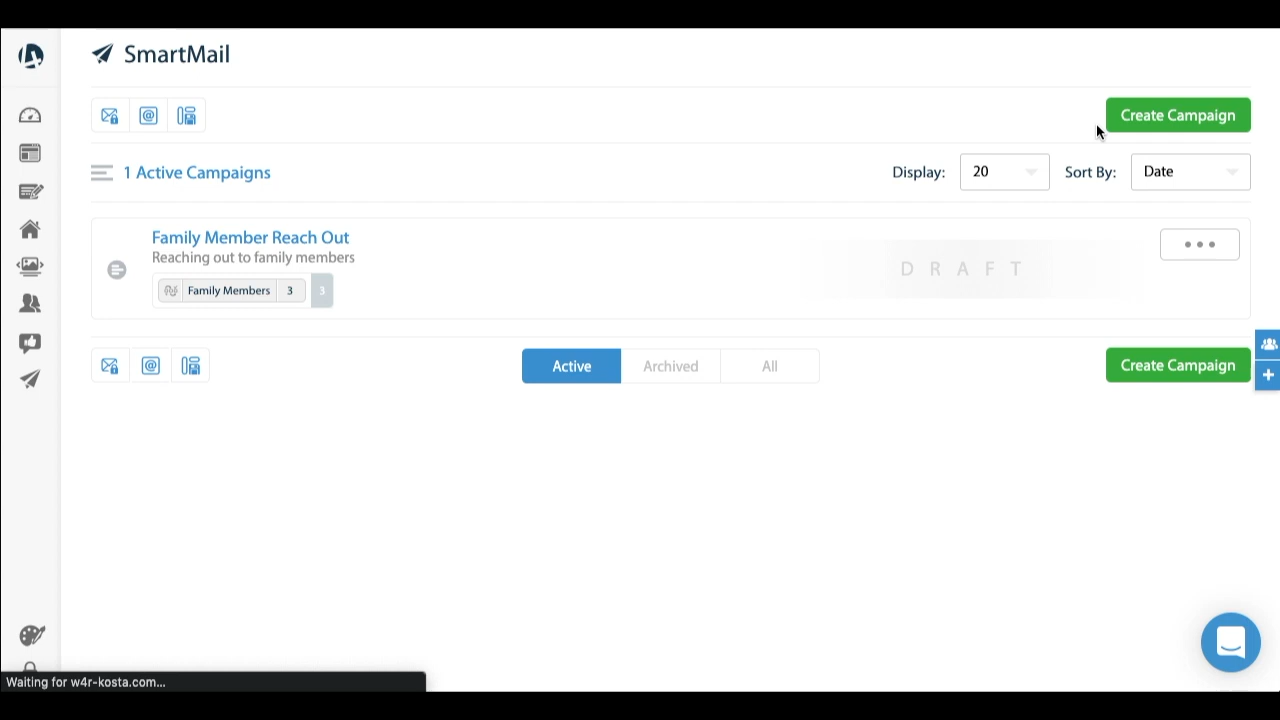 SmartMail
Create Campaign
1 Active Campaigns
Display: 20 Sort By: Date
Family Member Reach Out
Reaching out to family members
DRAFT
Family Members 3 3
Active Archived All
Create Campaign
Waiting for w4r-kosta.com...